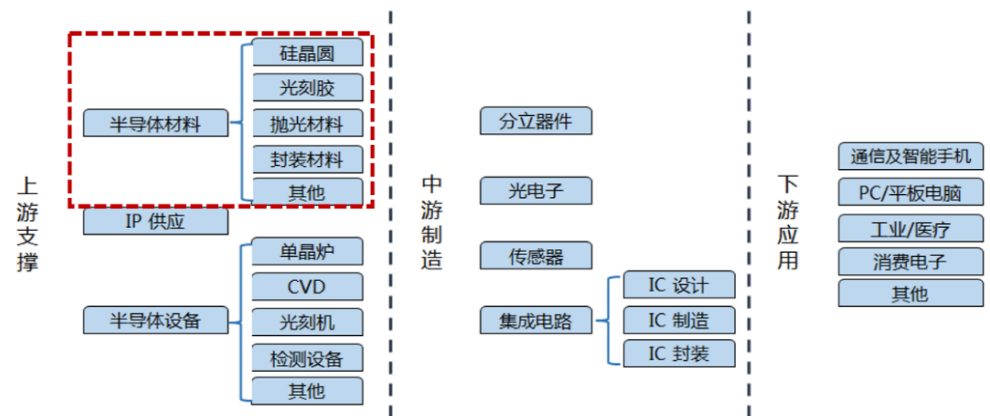 上游支撑
半导体材料
硅晶圆
光刻胶
抛光材料
封装材料
其他
IP 供应
半导体设备
单晶炉
CVD
光刻机
检测设备
其他
中游制造
分立器件
光电子
传感器
集成电路
IC 设计
IC 制造
IC 封装
下游应用
通信及智能手机
PC/平板电脑
工业/医疗
消费电子
其他